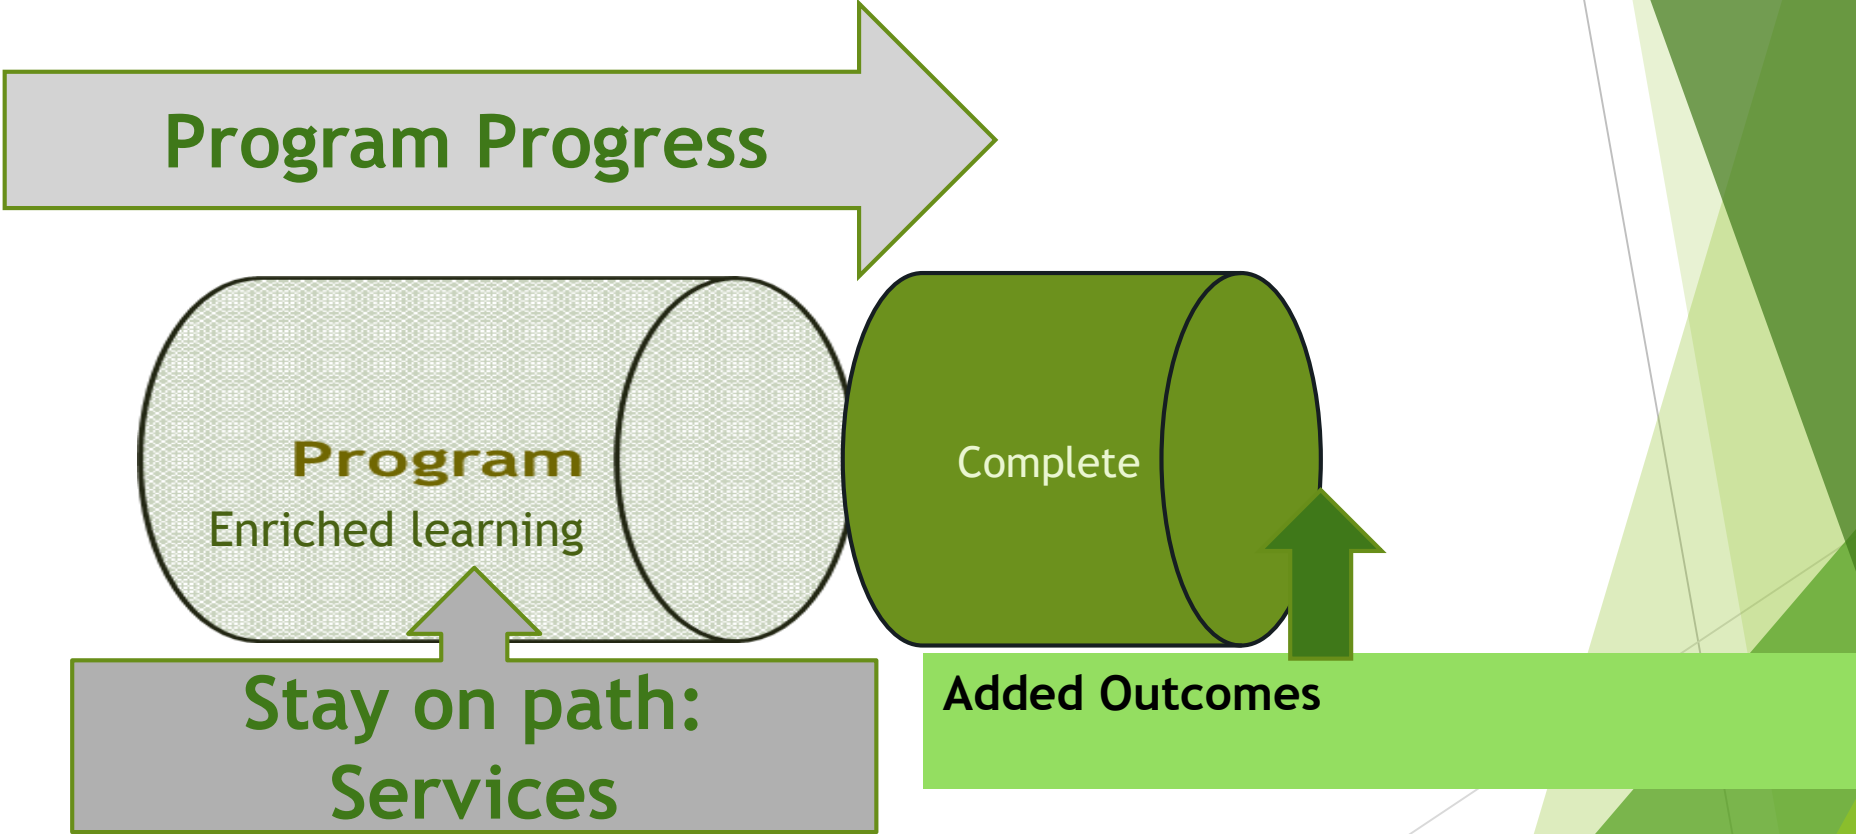 Program Progress
Program
Enriched learning
Complete
Stay on path:
Services
Added Outcomes